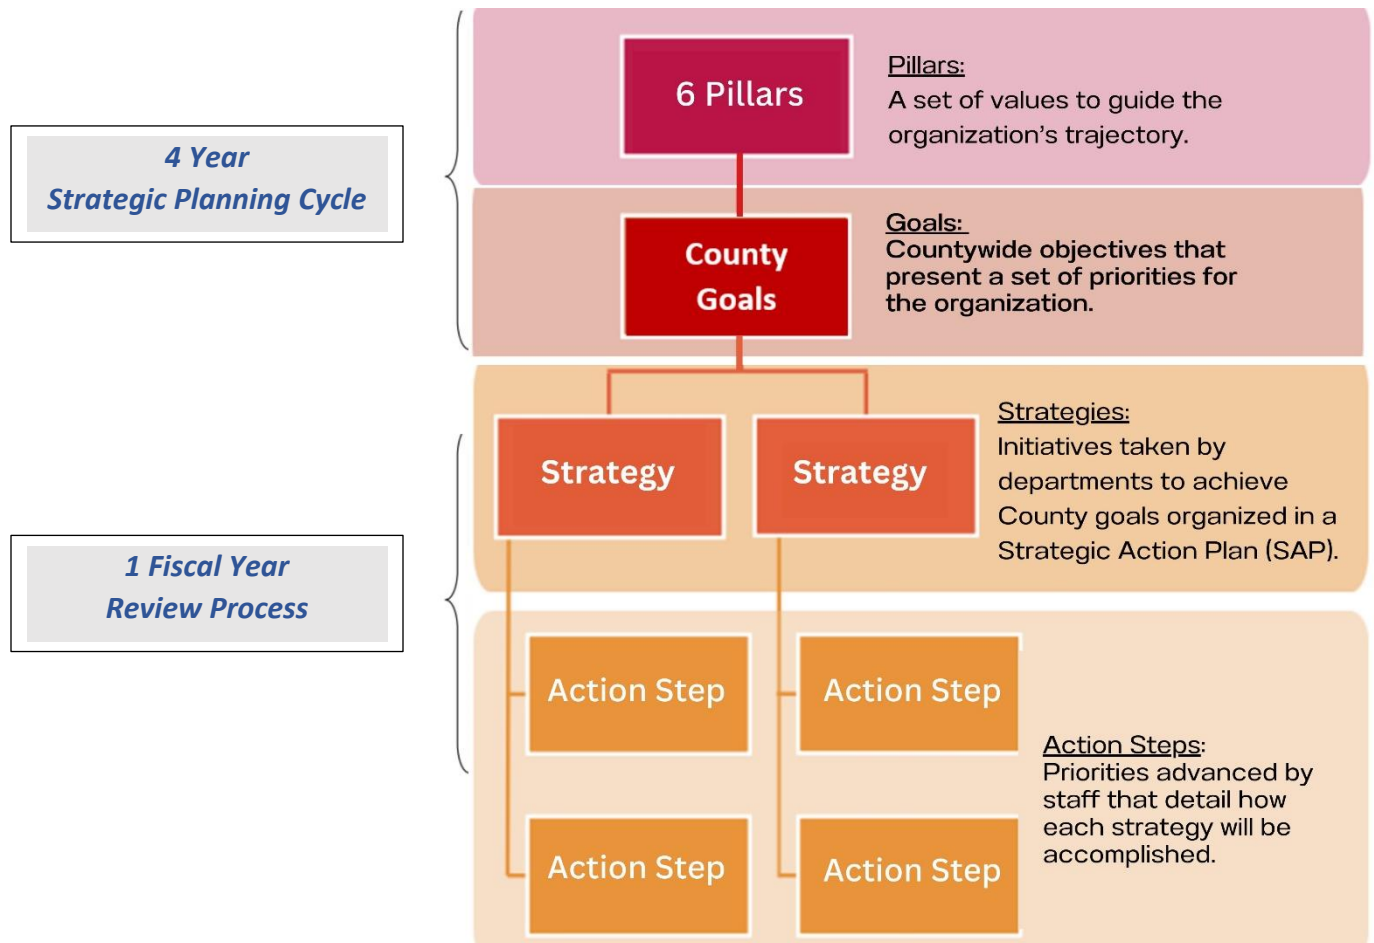 6 Pillars
Pillars:
A set of values to guide the
organization's trajectory.
4 Year
Strategic Planning Cycle
County
Goals
Goals:
Countywide objectives that
present a set of priorities for
the organization.
Strategy
Strategy
Strategies:
Initiatives taken by
departments to achieve
County goals organized in a
Strategic Action Plan (SAP).
1 Fiscal Year
Review Process
Action Step
Action Step
Action Step
Action Step
Action Steps:
Priorities advanced by
staff that detail how
each strategy will be
accomplished.